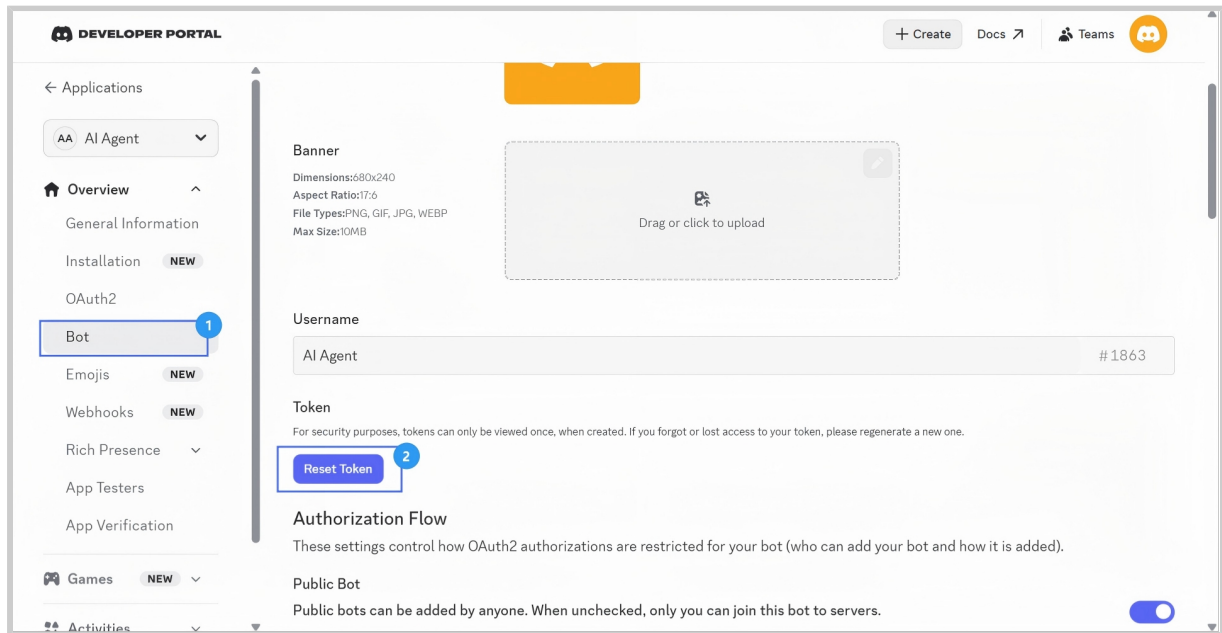 DEVELOPER PORTAL
+ Create
Docs ↗
Teams
← Applications
AA AI Agent
Overview
General Information
Installation NEW
OAuth2
Bot
1
Emojis NEW
Webhooks NEW
Rich Presence
App Testers
App Verification
Games NEW
Activities
Banner
Dimensions:680x240
Aspect Ratio:17:6
File Types:PNG, GIF, JPG, WEBP
Max Size:10MB
Drag or click to upload
Username
AI Agent #1863
Token
For security purposes, tokens can only be viewed once, when created. If you forgot or lost access to your token, please regenerate a new one.
Reset Token
2
Authorization Flow
These settings control how OAuth2 authorizations are restricted for your bot (who can add your bot and how it is added).
Public Bot
Public bots can be added by anyone. When unchecked, only you can join this bot to servers.